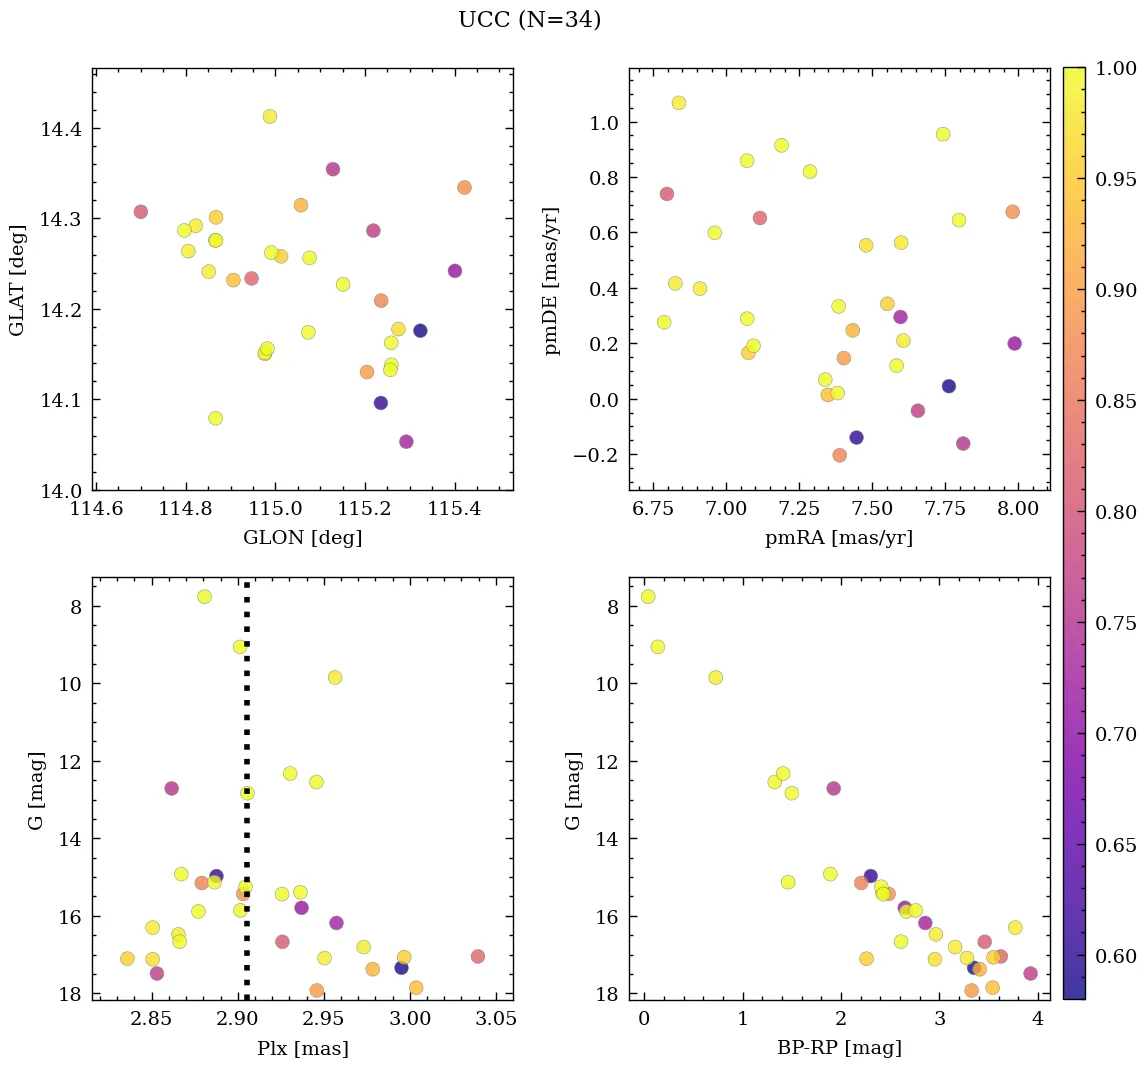 UCC (N=34)
14.4
14.3
14.2
14.1
14.0
GLAT [deg]
114.6 114.8 115.0 115.2 115.4
GLON [deg]
1.0
0.8
0.6
0.4
0.2
0.0
−0.2
pmDE [mas/yr]
6.75 7.00 7.25 7.50 7.75 8.00
pmRA [mas/yr]
1.00
0.95
0.90
0.85
0.80
0.75
0.70
0.65
0.60
8
10
12
14
16
18
G [mag]
2.85 2.90 2.95 3.00 3.05
Plx [mas]
8
10
12
14
16
18
G [mag]
0 1 2 3 4
BP-RP [mag]